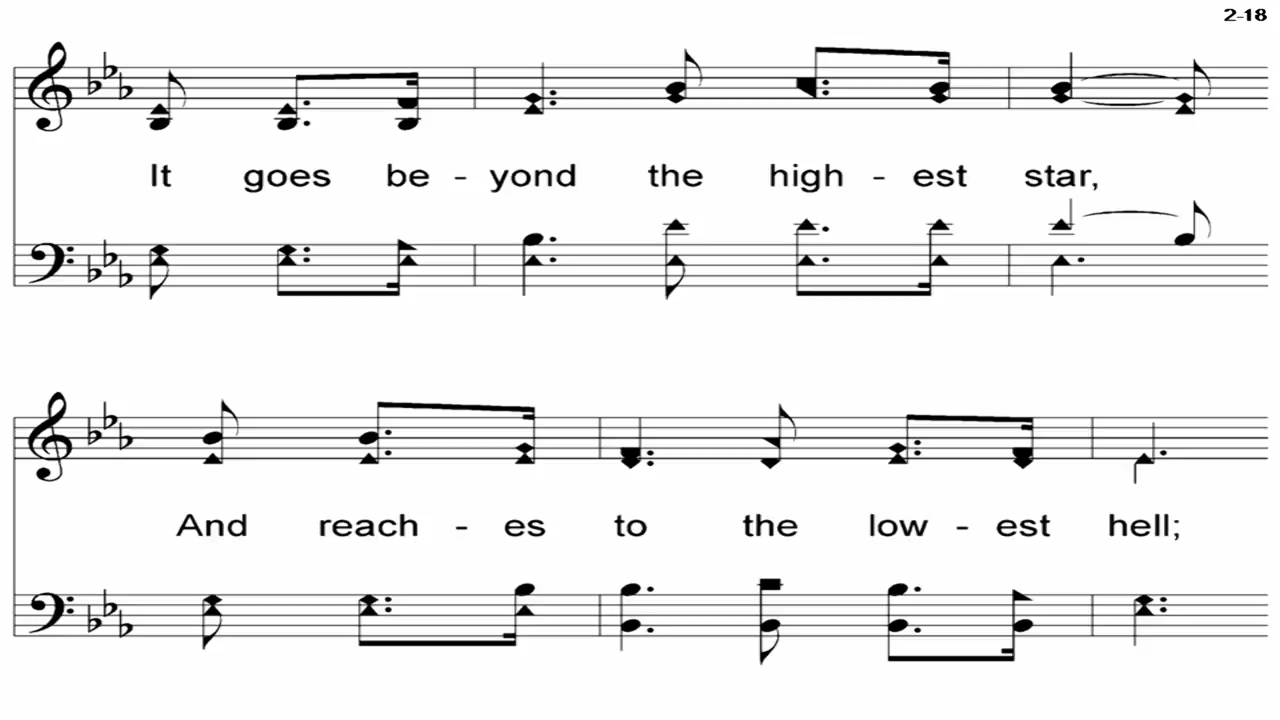 2-18
It goes be - yond the high - est star,
And reach - es to the low - est hell;